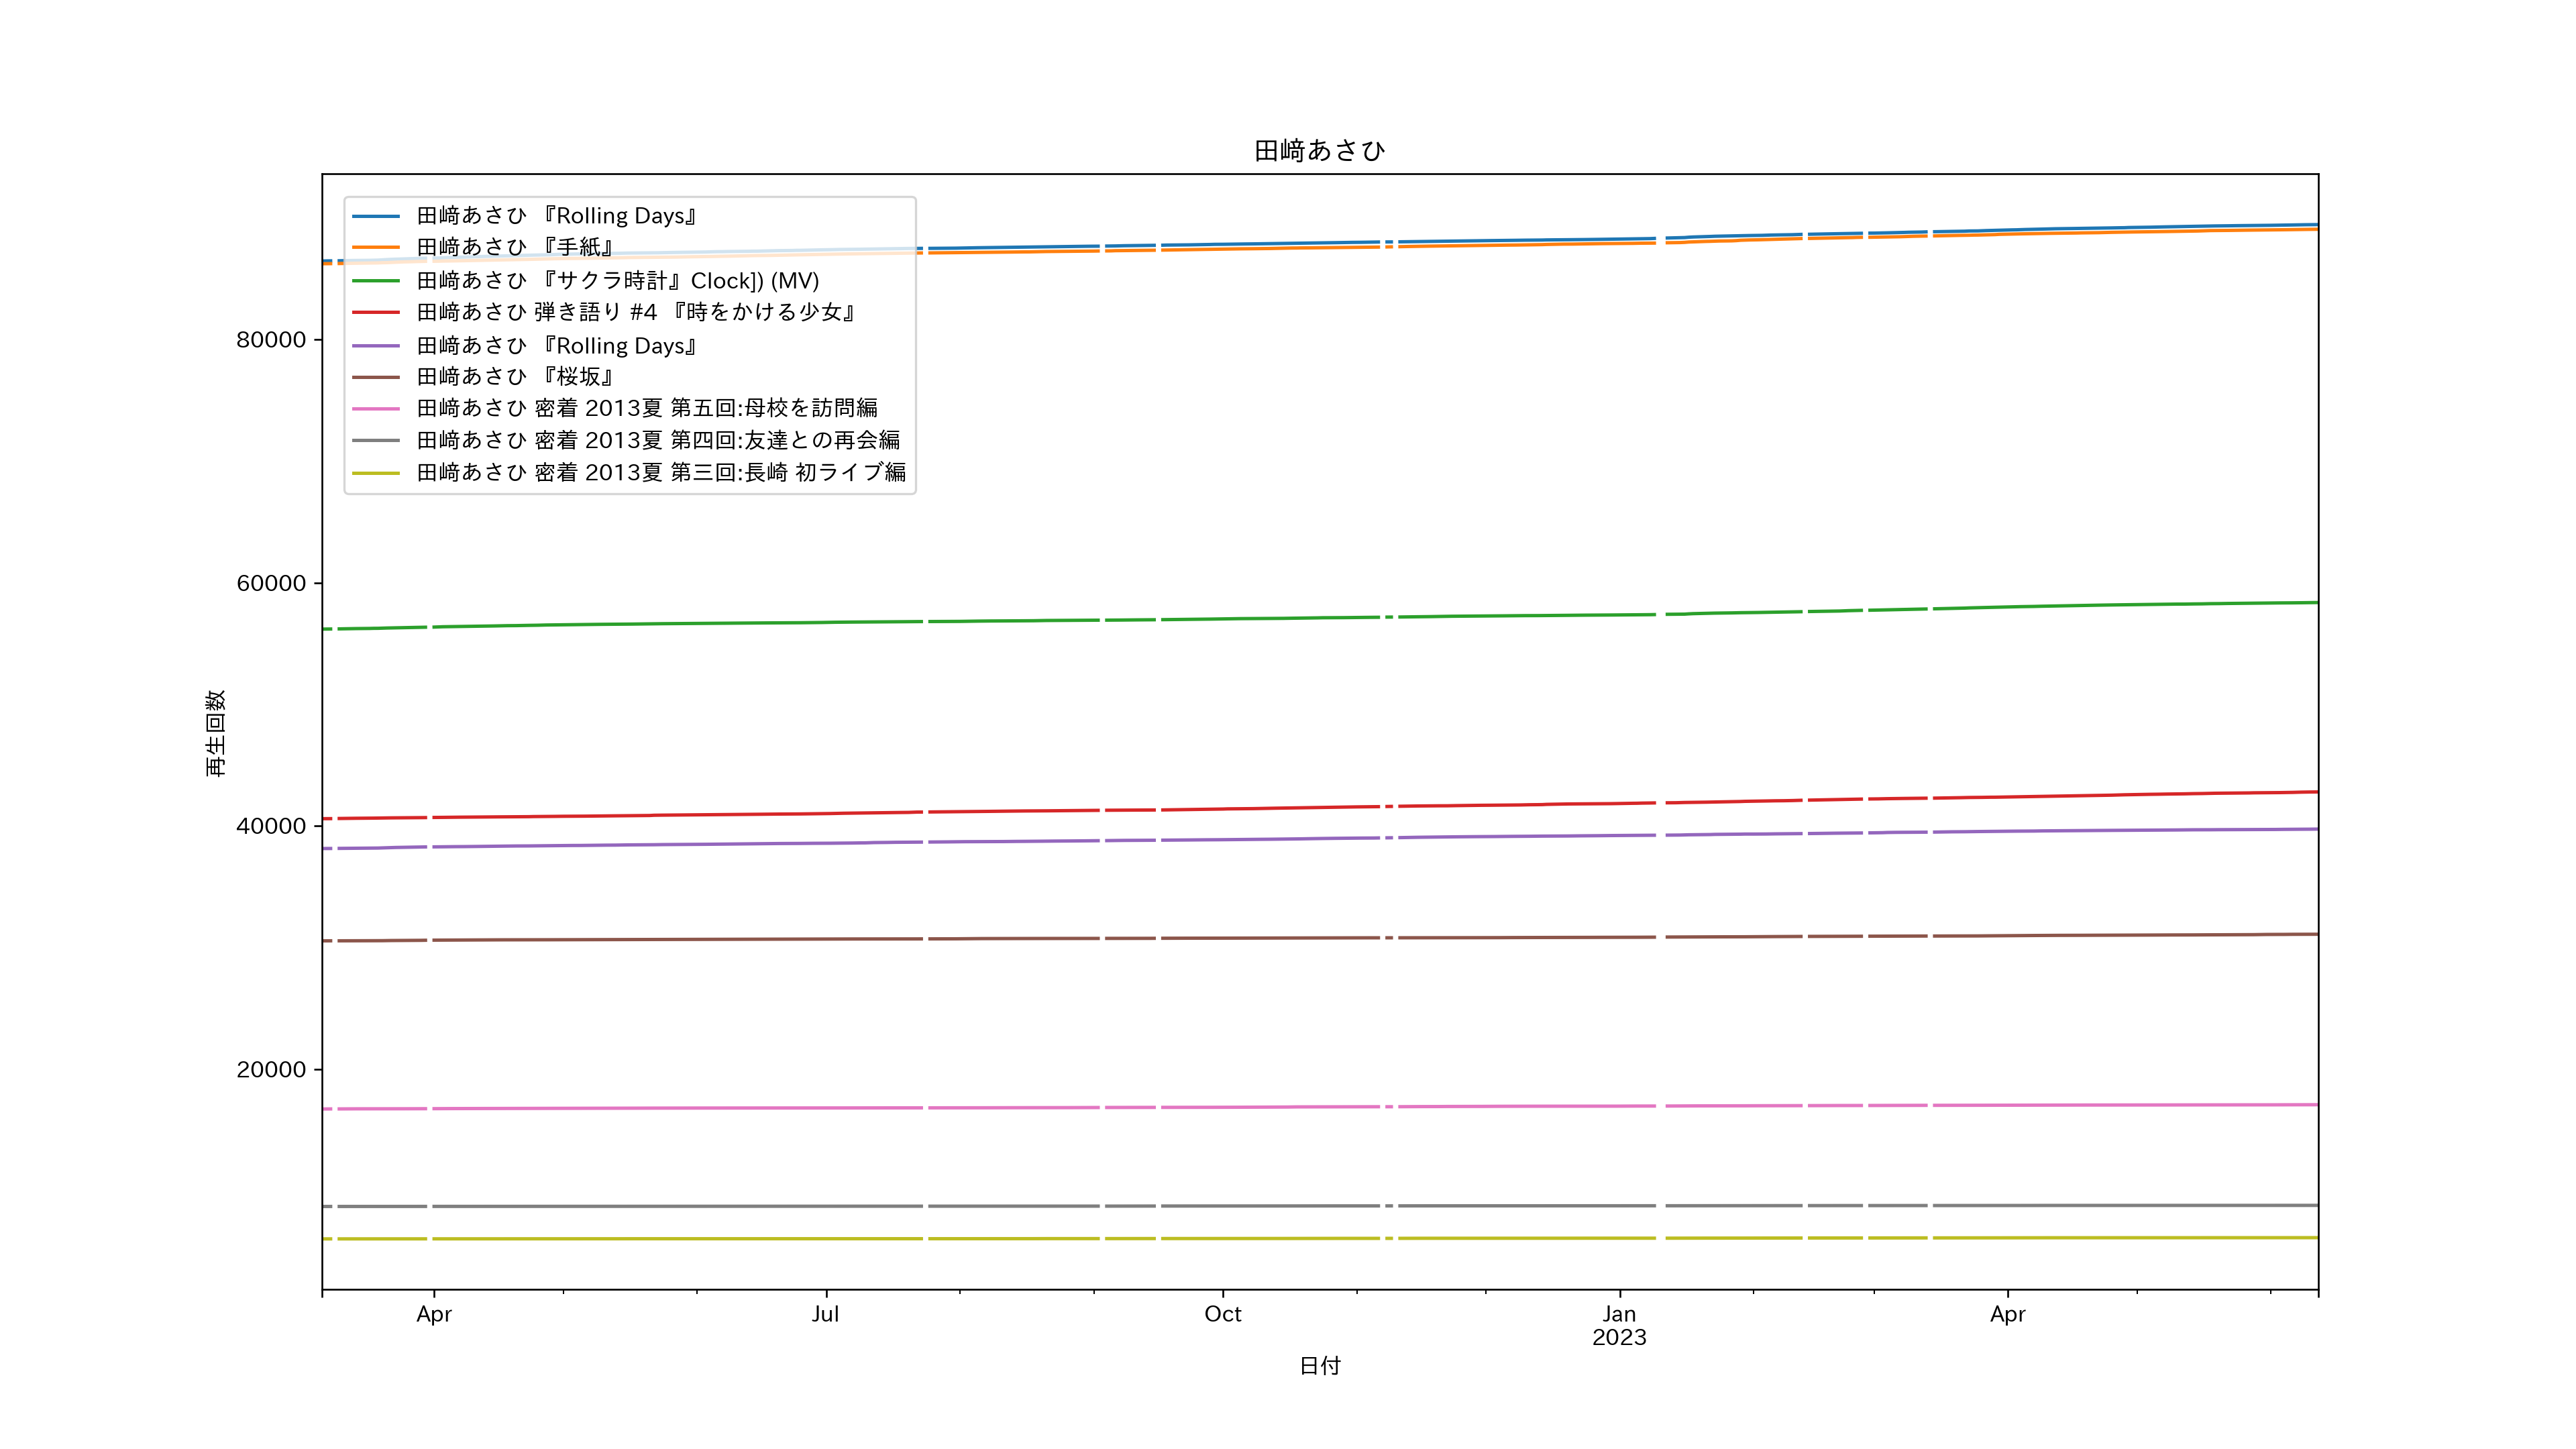 田﨑あさひ
田﨑あさひ 『Rolling Days』
田﨑あさひ 『手紙』
田﨑あさひ 『サクラ時計』Clock]) (MV)
田﨑あさひ 弾き語り #4 『時をかける少女』
田﨑あさひ 『Rolling Days』
田﨑あさひ 『桜坂』
田﨑あさひ 密着 2013夏 第五回:母校を訪問編
田﨑あさひ 密着 2013夏 第四回:友達との再会編
田﨑あさひ 密着 2013夏 第三回:長崎 初ライブ編
80000
60000
40000
20000
再生回数
Apr
Jul
Oct
Jan
2023
Apr
日付